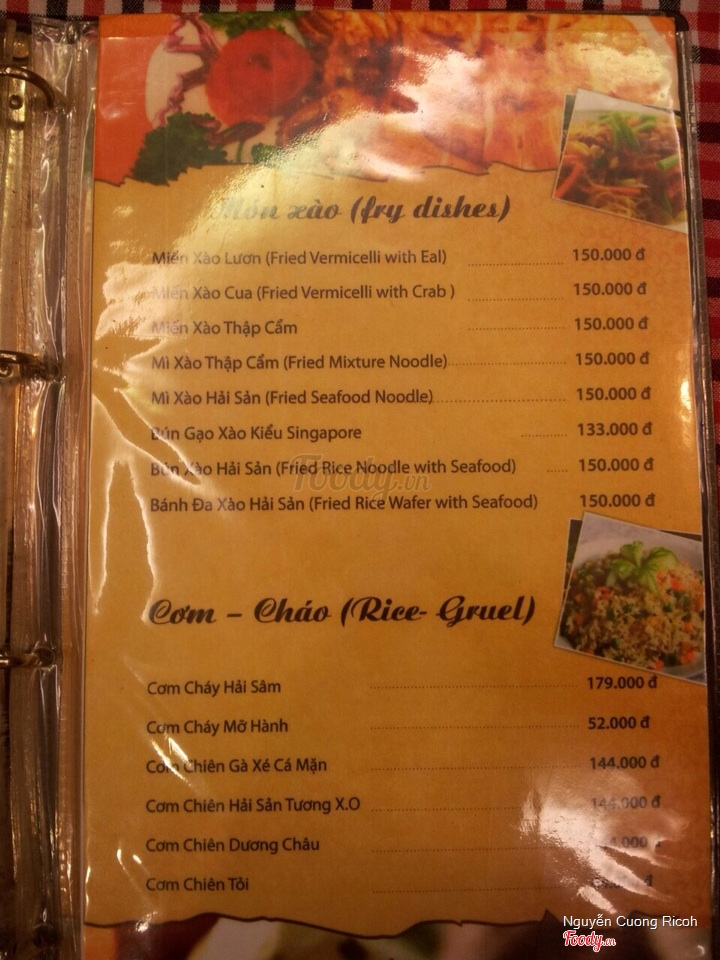 Món xào (fry dishes)
Miến Xào Lươn (Fried Vermicelli with Eal) 150.000 đ
Miến Xào Cua (Fried Vermicelli with Crab ) 150.000 đ
Miến Xào Thập Cẩm 150.000 đ
Mì Xào Thập Cẩm (Fried Mixture Noodle) 150.000 đ
Mì Xào Hải Sản (Fried Seafood Noodle) 150.000 đ
Bún Gạo Xào Kiểu Singapore 133.000 đ
Bún Xào Hải Sản (Fried Rice Noodle with Seafood) 150.000 đ
Foody.vn
Bánh Đa Xào Hải Sản (Fried Rice Wafer with Seafood) 150.000 đ
Cơm – Cháo (Rice- Gruel)
Cơm Cháy Hải Sâm 179.000 đ
Cơm Cháy Mỡ Hành 52.000 đ
Cơm Chiên Gà Xé Cá Mặn 144.000 đ
Cơm Chiên Hải Sản Tương X.O 144.000 đ
Cơm Chiên Dương Châu
Cơm Chiên Tỏi
Nguyễn Cuong Ricoh
Foody.vn